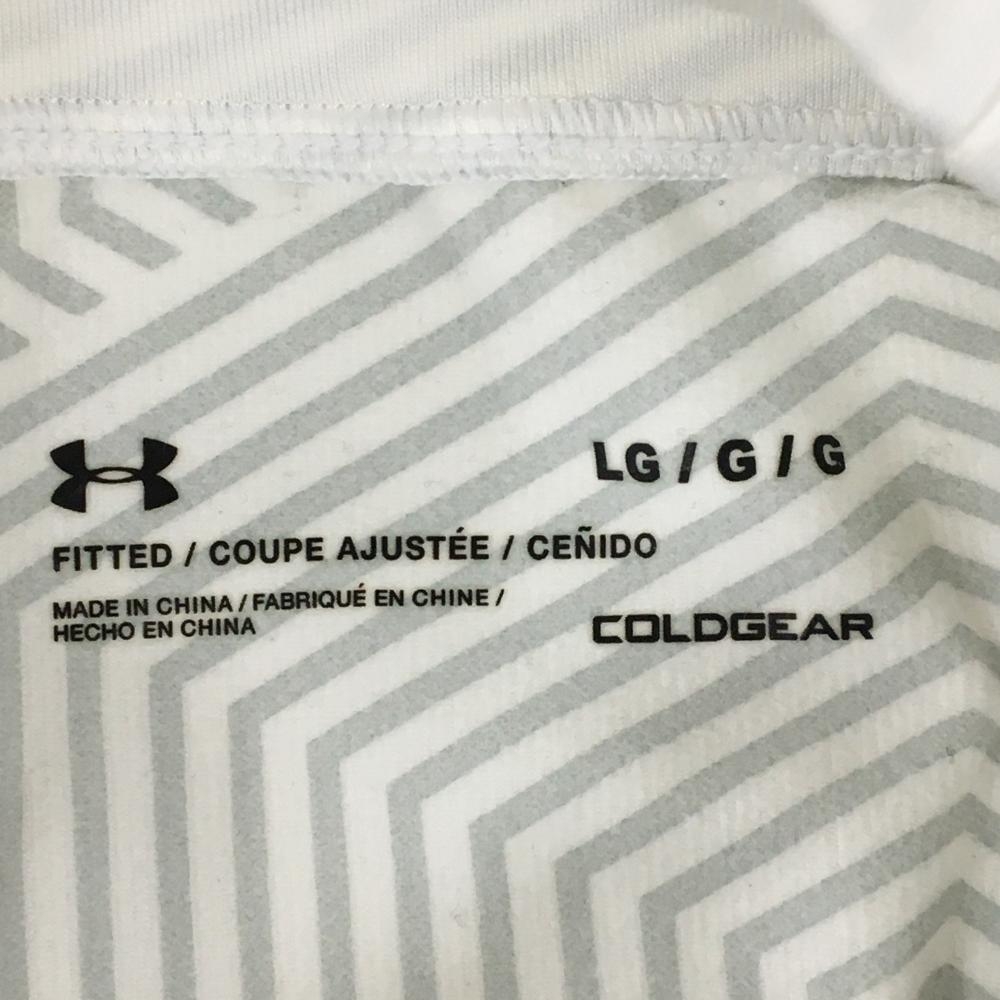 LG / G / G
FITTED / COUPE AJUSTÉE / CEÑIDO
MADE IN CHINA / FABRIQUÉ EN CHINE /
HECHO EN CHINA
COLDGEAR